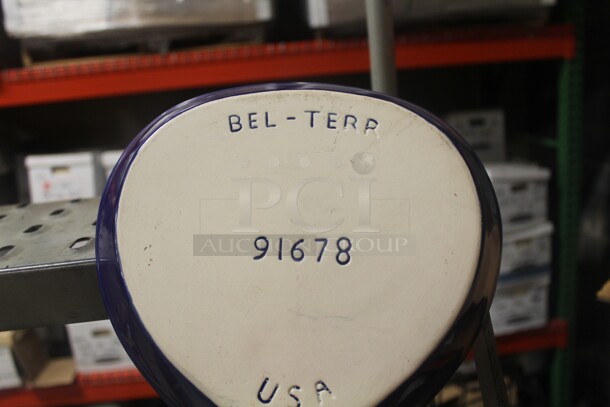 BEL-TERR
PCI
AUCTION GROUP
91678
USA